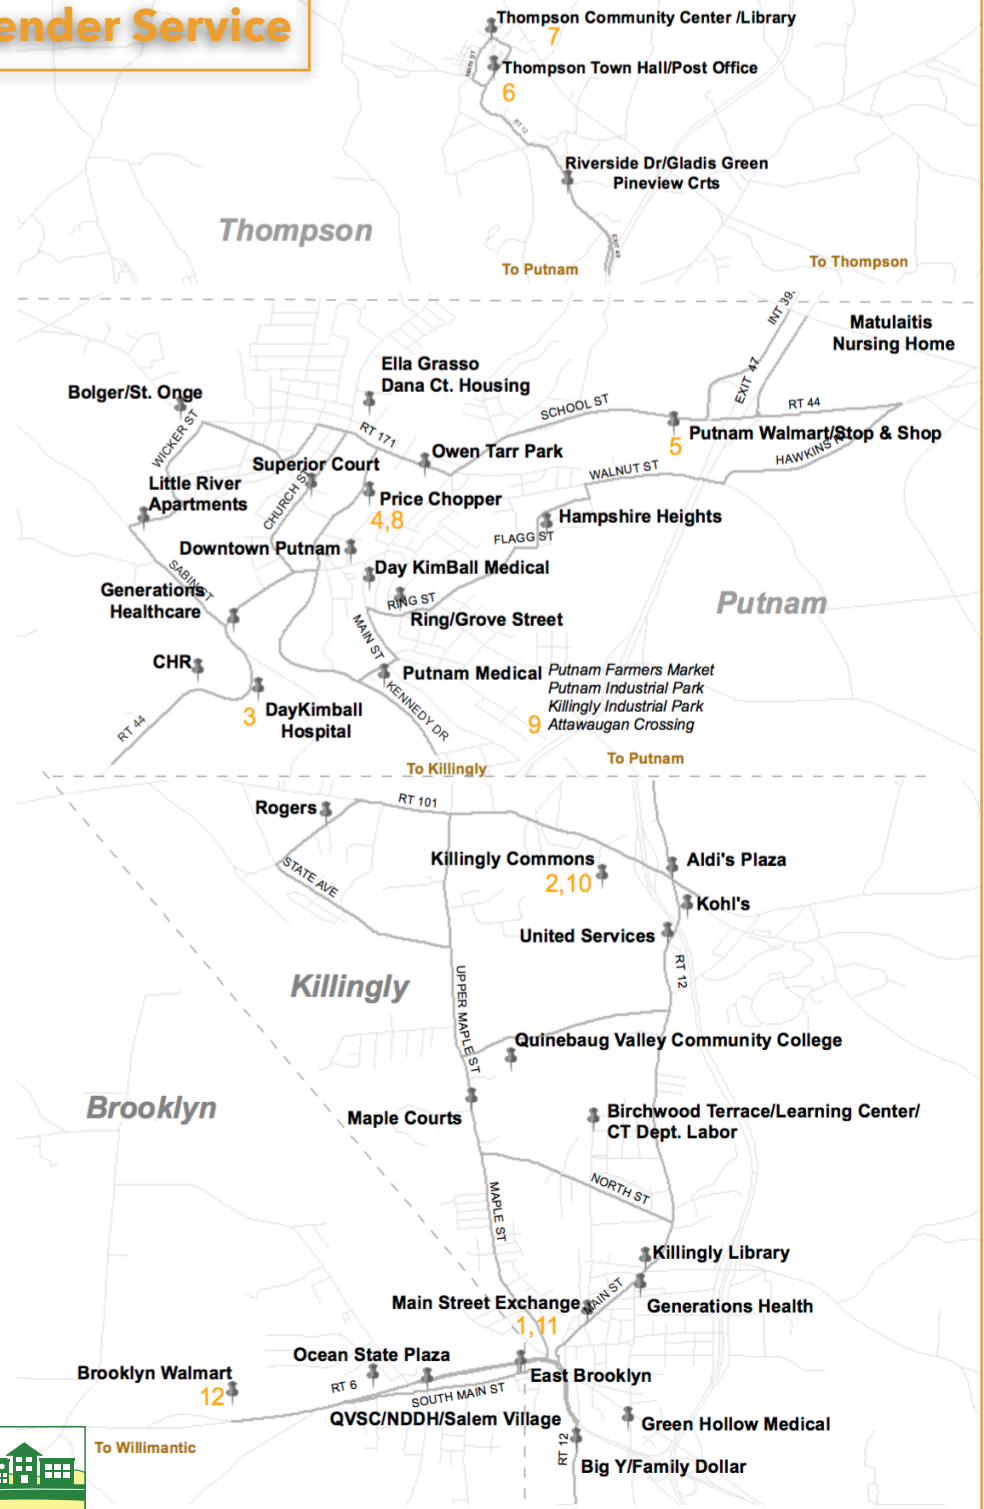 ender Service
Thompson Community Center /Library
7
MAIN ST
Thompson Town Hall/Post Office
6
RT 12
Riverside Dr/Gladis Green
Pineview Crts
Thompson
EXIT 49
To Putnam
To Thompson
INT 39.
Matulaitis
Nursing Home
Ella Grasso
Dana Ct. Housing
EXIT 47
Bolger/St. Onge
SCHOOL ST
RT 44
WICKER ST
RT 171
5
Putnam Walmart/Stop & Shop
Owen Tarr Park
HAWKINS
Superior Court
WALNUT ST
Little River
Apartments
CHURCH ST
Price Chopper
4,8
Hampshire Heights
FLAGG ST
Downtown Putnam
Day KimBall Medical
SABIN ST
Generations
Healthcare
RING ST
Ring/Grove Street
Putnam
MAIN ST
CHR
Putnam Medical
Putnam Farmers Market
Putnam Industrial Park
Killingly Industrial Park
9
Attawaugan Crossing
KENNEDY DR
3
DayKimball
Hospital
RT 44
To Killingly
To Putnam
Rogers
RT 101
STATE AVE
Killingly Commons
2,10
Aldi's Plaza
Kohl's
United Services
RT 12
Killingly
UPPER MAPLE ST
Quinebaug Valley Community College
Brooklyn
Maple Courts
Birchwood Terrace/Learning Center/
CT Dept. Labor
NORTH ST
MAPLE ST
Killingly Library
Main Street Exchange
MAIN ST
Generations Health
1,11
Ocean State Plaza
Brooklyn Walmart
12
East Brooklyn
RT 6
SOUTH MAIN ST
QVSC/NDDH/Salem Village
Green Hollow Medical
To Willimantic
RT 12
Big Y/Family Dollar